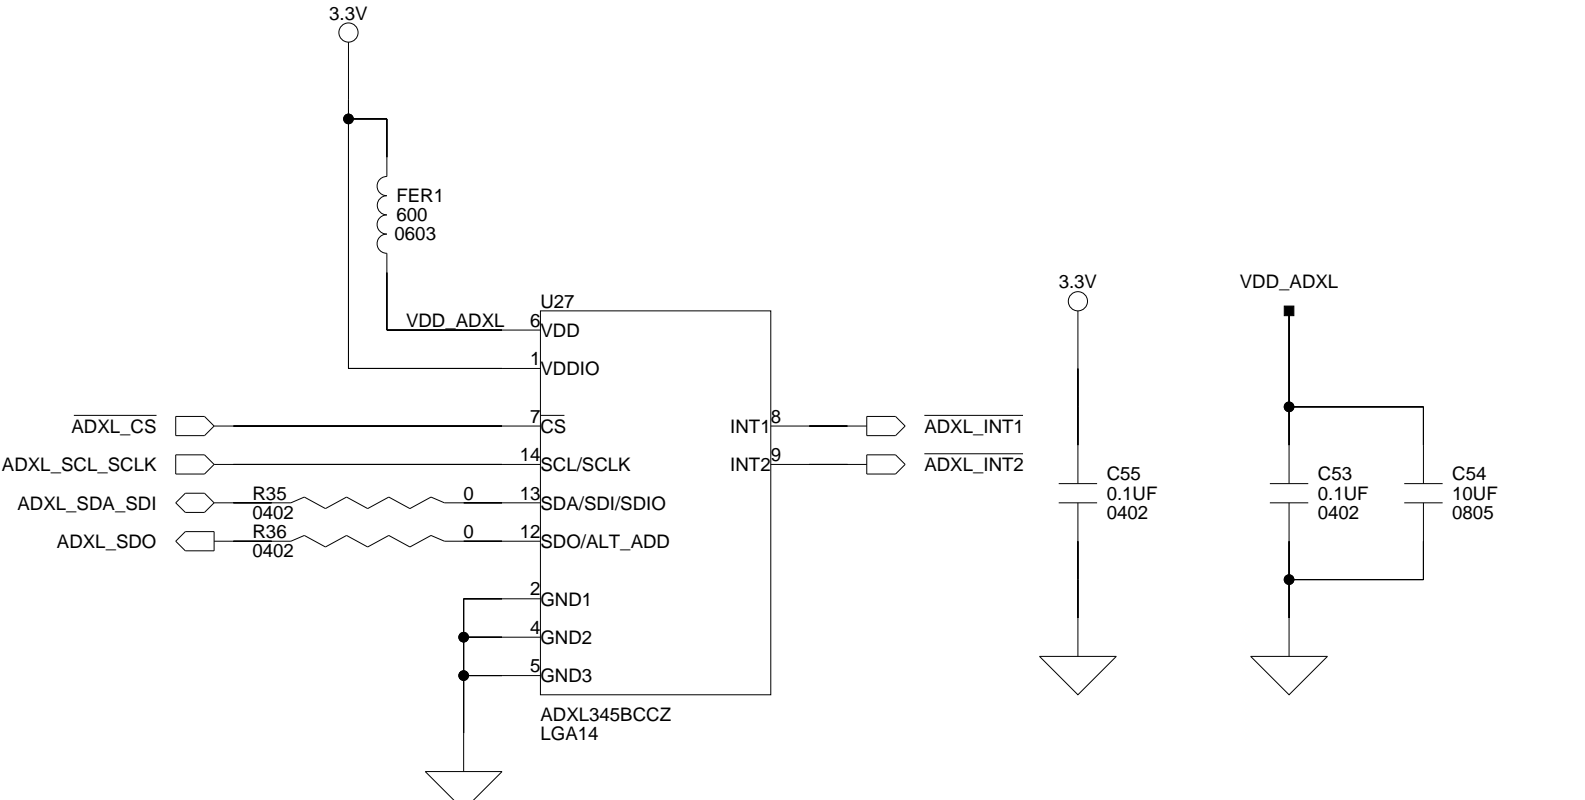 3.3V
FER1
600
0603
U27
VDD_ADXL
6
VDD
1
VDDIO
ADXL_CS
7
CS
ADXL_SCL_SCLK
14
SCL/SCLK
ADXL_SDA_SDI
R35
0402
0
13
SDA/SDI/SDIO
ADXL_SDO
R36
0402
0
12
SDO/ALT_ADD
2
GND1
4
GND2
5
GND3
INT1
8
ADXL_INT1
INT2
9
ADXL_INT2
ADXL345BCCZ
LGA14
3.3V
C55
0.1UF
0402
VDD_ADXL
C53
0.1UF
0402
C54
10UF
0805